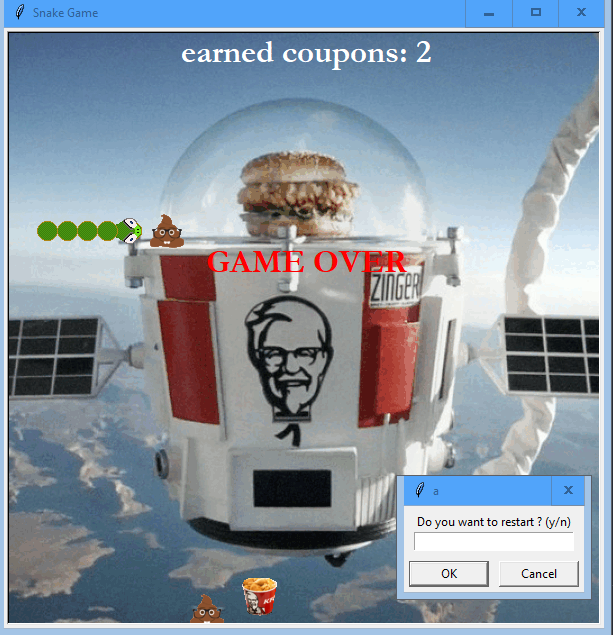 Snake Game
earned coupons: 2
GAME OVER
ZINGER
a
Do you want to restart ? (y/n)
OK
Cancel